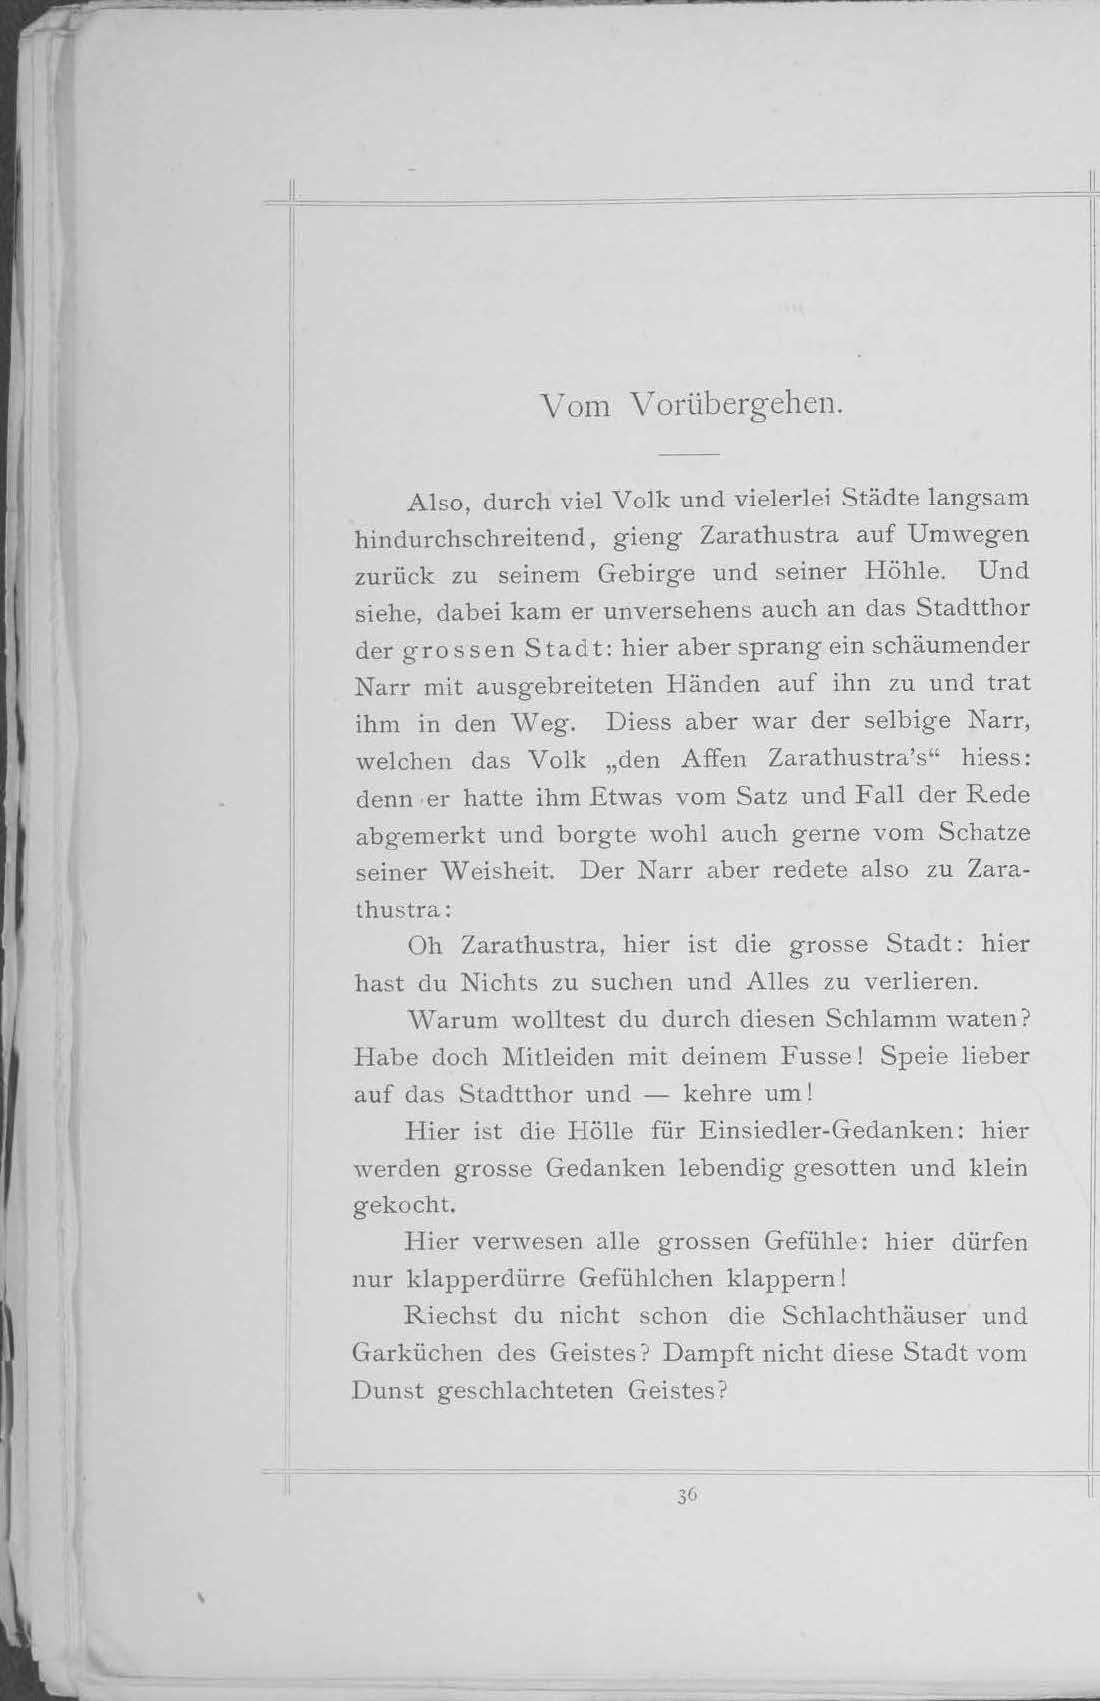 Vom Vorübergehen.
Also, durch viel Volk und vielerlei Städte langsam
hindurchschreitend, gieng Zarathustra auf Umwegen
zurück zu seinem Gebirge und seiner Höhle. Und
siehe, dabei kam er unversehens auch an das Stadtthor
der grossen Stadt: hier aber sprang ein schäumender
Narr mit ausgebreiteten Händen auf ihn zu und trat
ihm in den Weg. Diess aber war der selbige Narr,
welchen das Volk „den Affen Zarathustra's“ hiess:
denn er hatte ihm Etwas vom Satz und Fall der Rede
abgemerkt und borgte wohl auch gerne vom Schatze
seiner Weisheit. Der Narr aber redete also zu Zara-
thustra:
Oh Zarathustra, hier ist die grosse Stadt: hier
hast du Nichts zu suchen und Alles zu verlieren.
Warum wolltest du durch diesen Schlamm waten?
Habe doch Mitleiden mit deinem Fusse! Speie lieber
auf das Stadtthor und — kehre um!
Hier ist die Hölle für Einsiedler-Gedanken: hier
werden grosse Gedanken lebendig gesotten und klein
gekocht.
Hier verwesen alle grossen Gefühle: hier dürfen
nur klapperdürre Gefühlchen klappern!
Riechst du nicht schon die Schlachthäuser und
Garküchen des Geistes? Dampft nicht diese Stadt vom
Dunst geschlachteten Geistes?
36